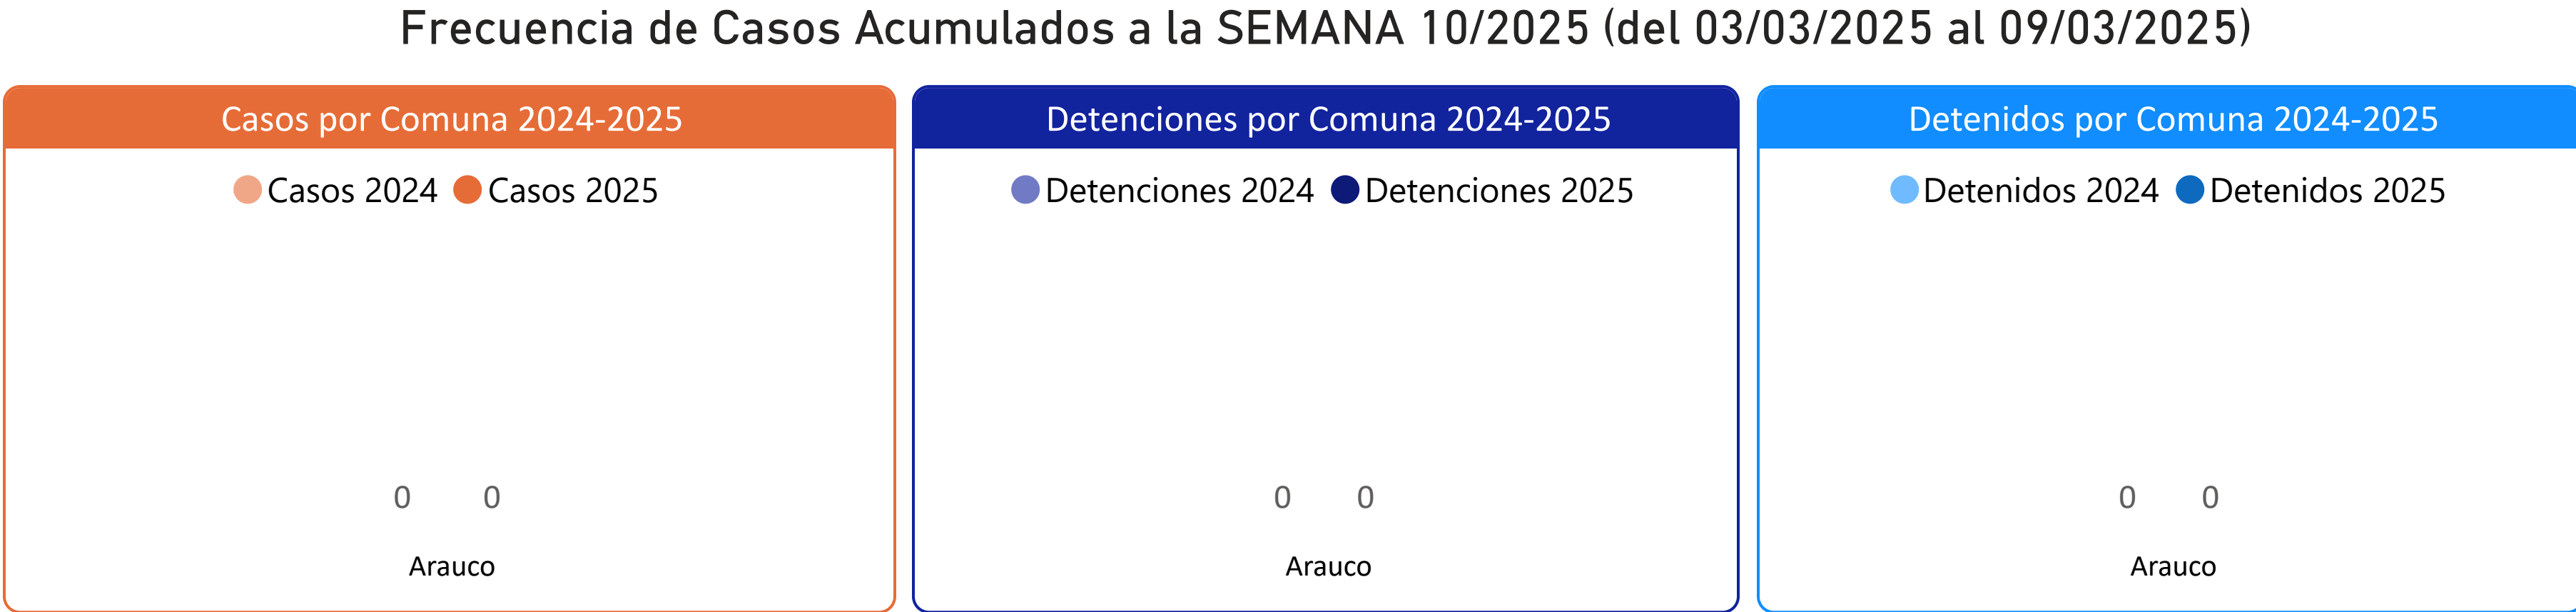 Frecuencia de Casos Acumulados a la SEMANA 10/2025 (del 03/03/2025 al 09/03/2025)
Casos por Comuna 2024-2025
Casos 2024 Casos 2025
0 0
Arauco
Detenciones por Comuna 2024-2025
Detenciones 2024 Detenciones 2025
0 0
Arauco
Detenidos por Comuna 2024-2025
Detenidos 2024 Detenidos 2025
0 0
Arauco